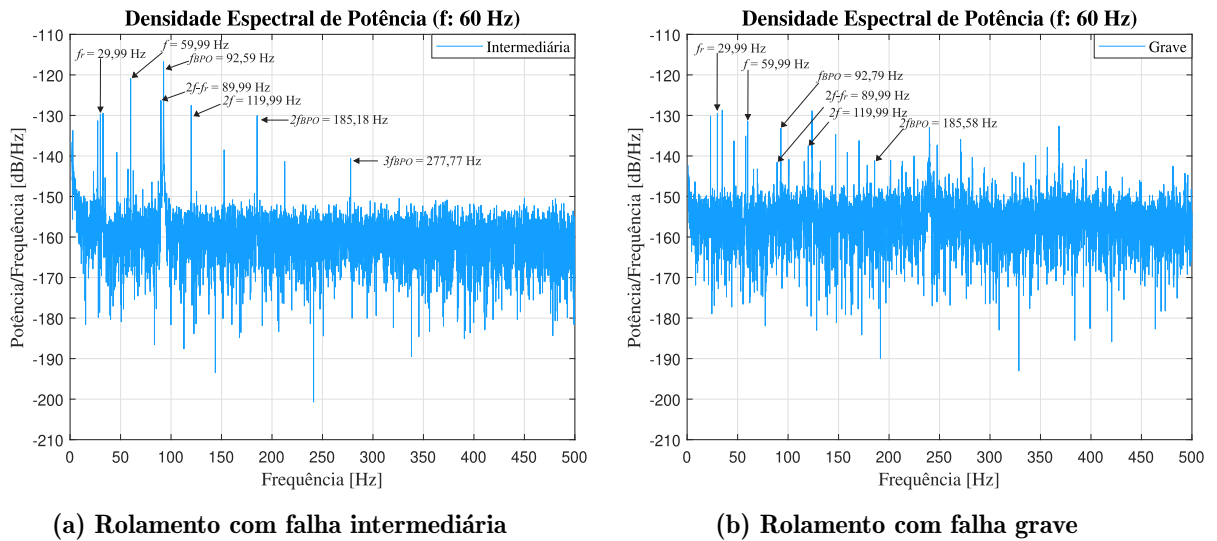 Densidade Espectral de Potência (f: 60 Hz)
-110
-120
-130
-140
-150
-160
-170
-180
-190
-200
-210
Potência/Frequência [dB/Hz]
Intermediária
fr = 29,99 Hz
f = 59,99 Hz
fBPO = 92,59 Hz
2f-fr = 89,99 Hz
2f = 119,99 Hz
2fBPO = 185,18 Hz
3fBPO = 277,77 Hz
0 50 100 150 200 250 300 350 400 450 500
Frequência [Hz]
(a) Rolamento com falha intermediária
Densidade Espectral de Potência (f: 60 Hz)
-110
-120
-130
-140
-150
-160
-170
-180
-190
-200
-210
Potência/Frequência [dB/Hz]
Grave
fr = 29,99 Hz
f = 59,99 Hz
fBPO = 92,79 Hz
2f-fr = 89,99 Hz
2f = 119,99 Hz
2fBPO = 185,58 Hz
0 50 100 150 200 250 300 350 400 450 500
Frequência [Hz]
(b) Rolamento com falha grave